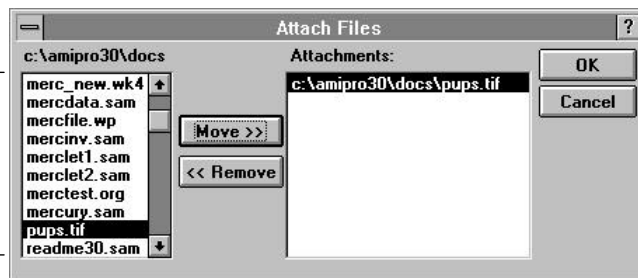 Attach Files
?
c:\amipro30\docs
merc_new.wk4
mercdata.sam
mercfile.wp
mercinv.sam
merclet1.sam
merclet2.sam
merctest.org
mercury.sam
pups.tif
readme30.sam
Move >>
<< Remove
Attachments:
c:\amipro30\docs\pups.tif
OK
Cancel